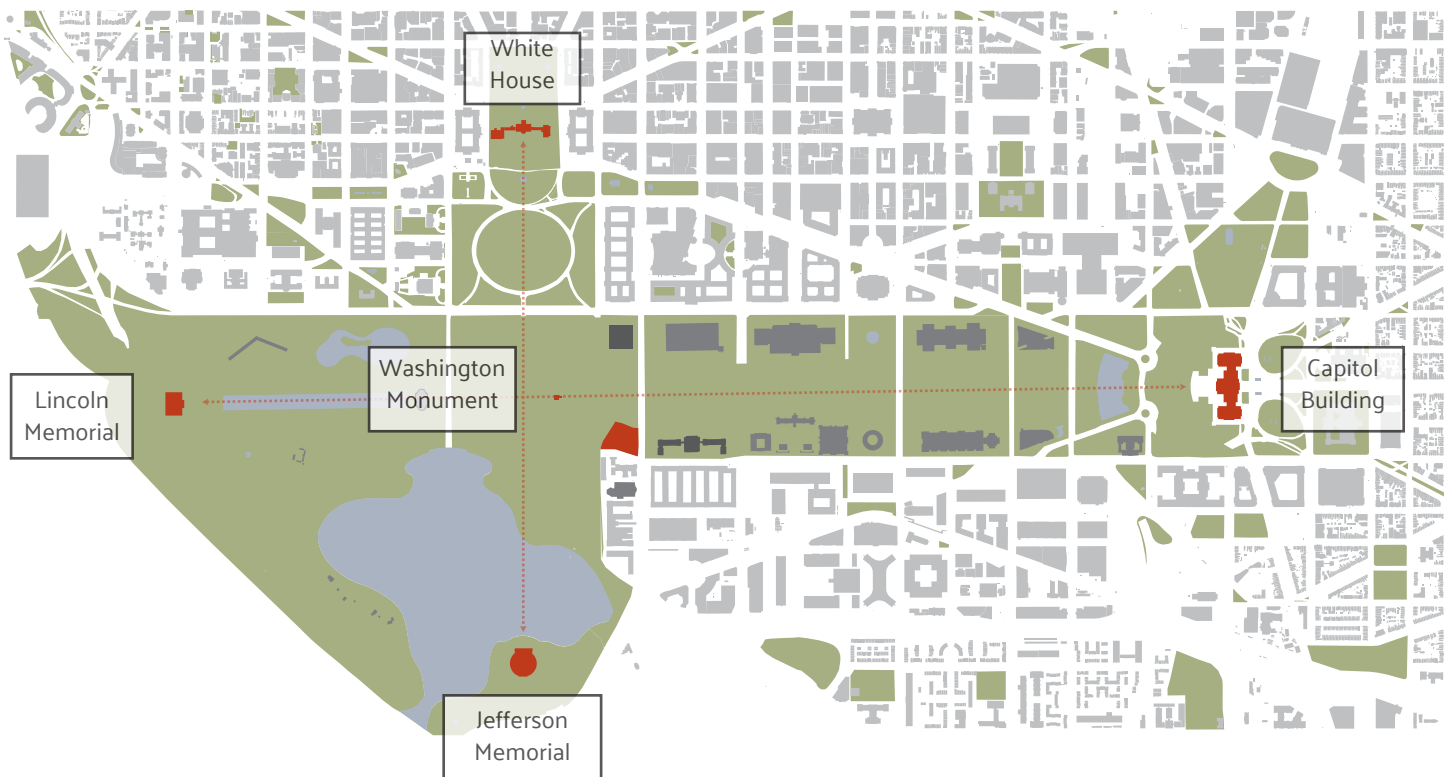 White
House
Washington
Monument
Lincoln
Memorial
Capitol
Building
Jefferson
Memorial